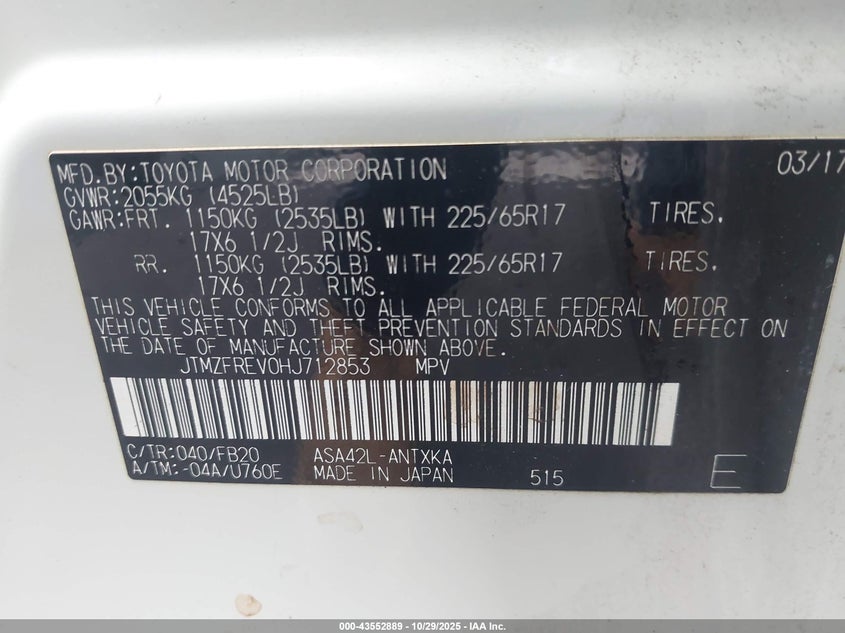 MFD.BY:TOYOTA MOTOR CORPORATION 03/17
GVWR:2055KG (4525LB)
GAWR:FRT. 1150KG (2535LB) WITH 225/65R17 TIRES.
17X6 1/2J RIMS.
RR. 1150KG (2535LB) WITH 225/65R17 TIRES.
17X6 1/2J RIMS.
THIS VEHICLE CONFORMS TO ALL APPLICABLE FEDERAL MOTOR
VEHICLE SAFETY AND THEFT PREVENTION STANDARDS IN EFFECT ON
THE DATE OF MANUFACTURE SHOWN ABOVE.
JTMZFREV0HJ712853 MPV
C/TR:040/FB20 ASA42L-ANTXKA
A/TM:-04A/U760E MADE IN JAPAN 515 E
000-43552889 - 10/29/2025 - IAA Inc.